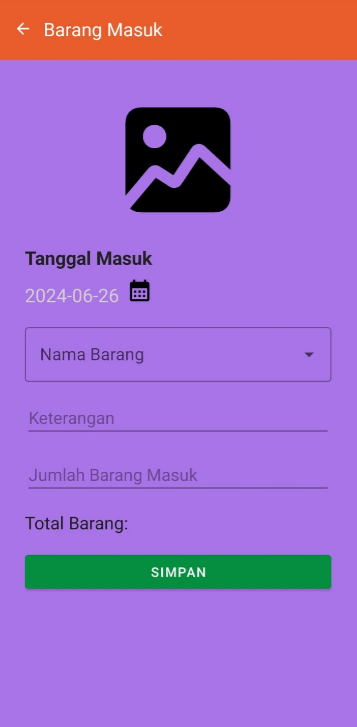 Barang Masuk
Tanggal Masuk
2024-06-26
Nama Barang
Keterangan
Jumlah Barang Masuk
Total Barang:
SIMPAN